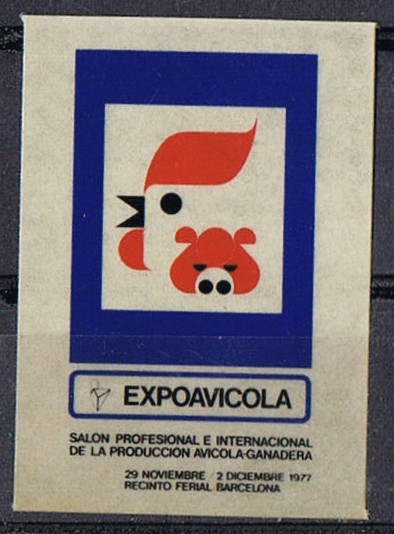 EXPOAVICOLA
SALON PROFESIONAL E INTERNACIONAL
DE LA PRODUCCION AVICOLA-GANADERA
29 NOVIEMBRE / 2 DICIEMBRE 1977
RECINTO FERIAL BARCELONA